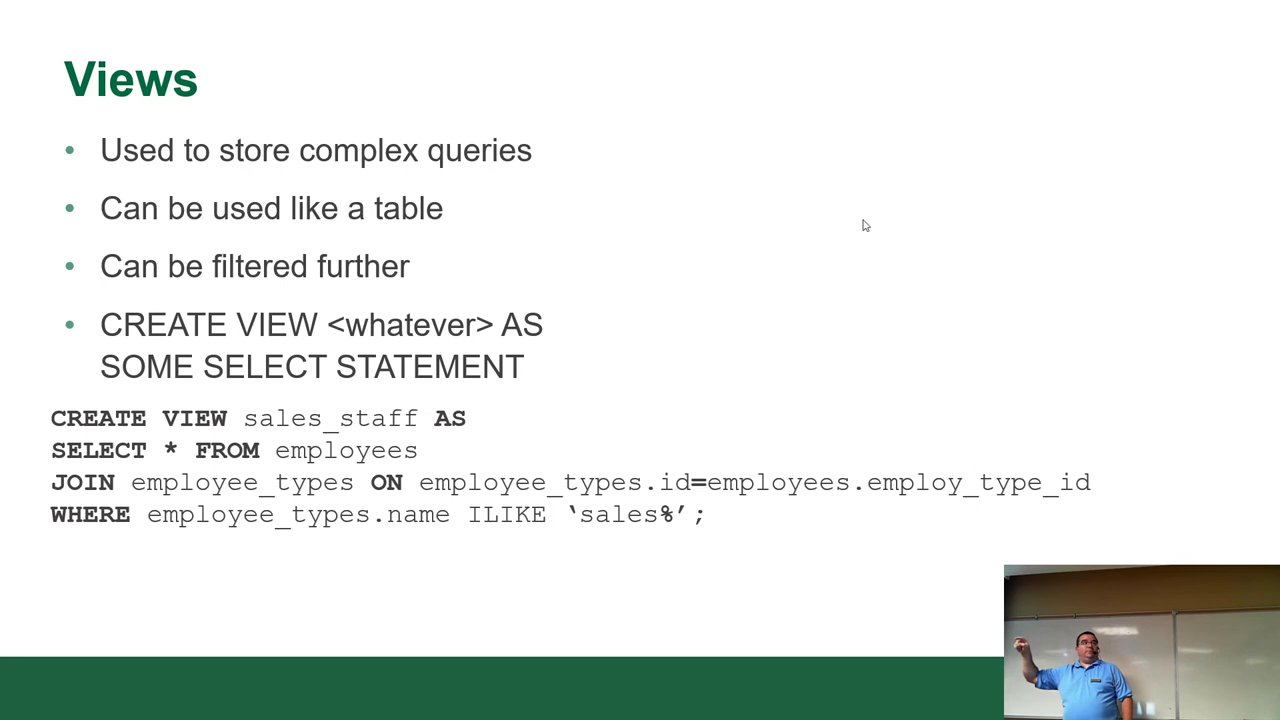 Views
• Used to store complex queries
• Can be used like a table
• Can be filtered further
• CREATE VIEW <whatever> AS
SOME SELECT STATEMENT
CREATE VIEW sales_staff AS
SELECT * FROM employees
JOIN employee_types ON employee_types.id=employees.employ_type_id
WHERE employee_types.name ILIKE ‘sales%’;